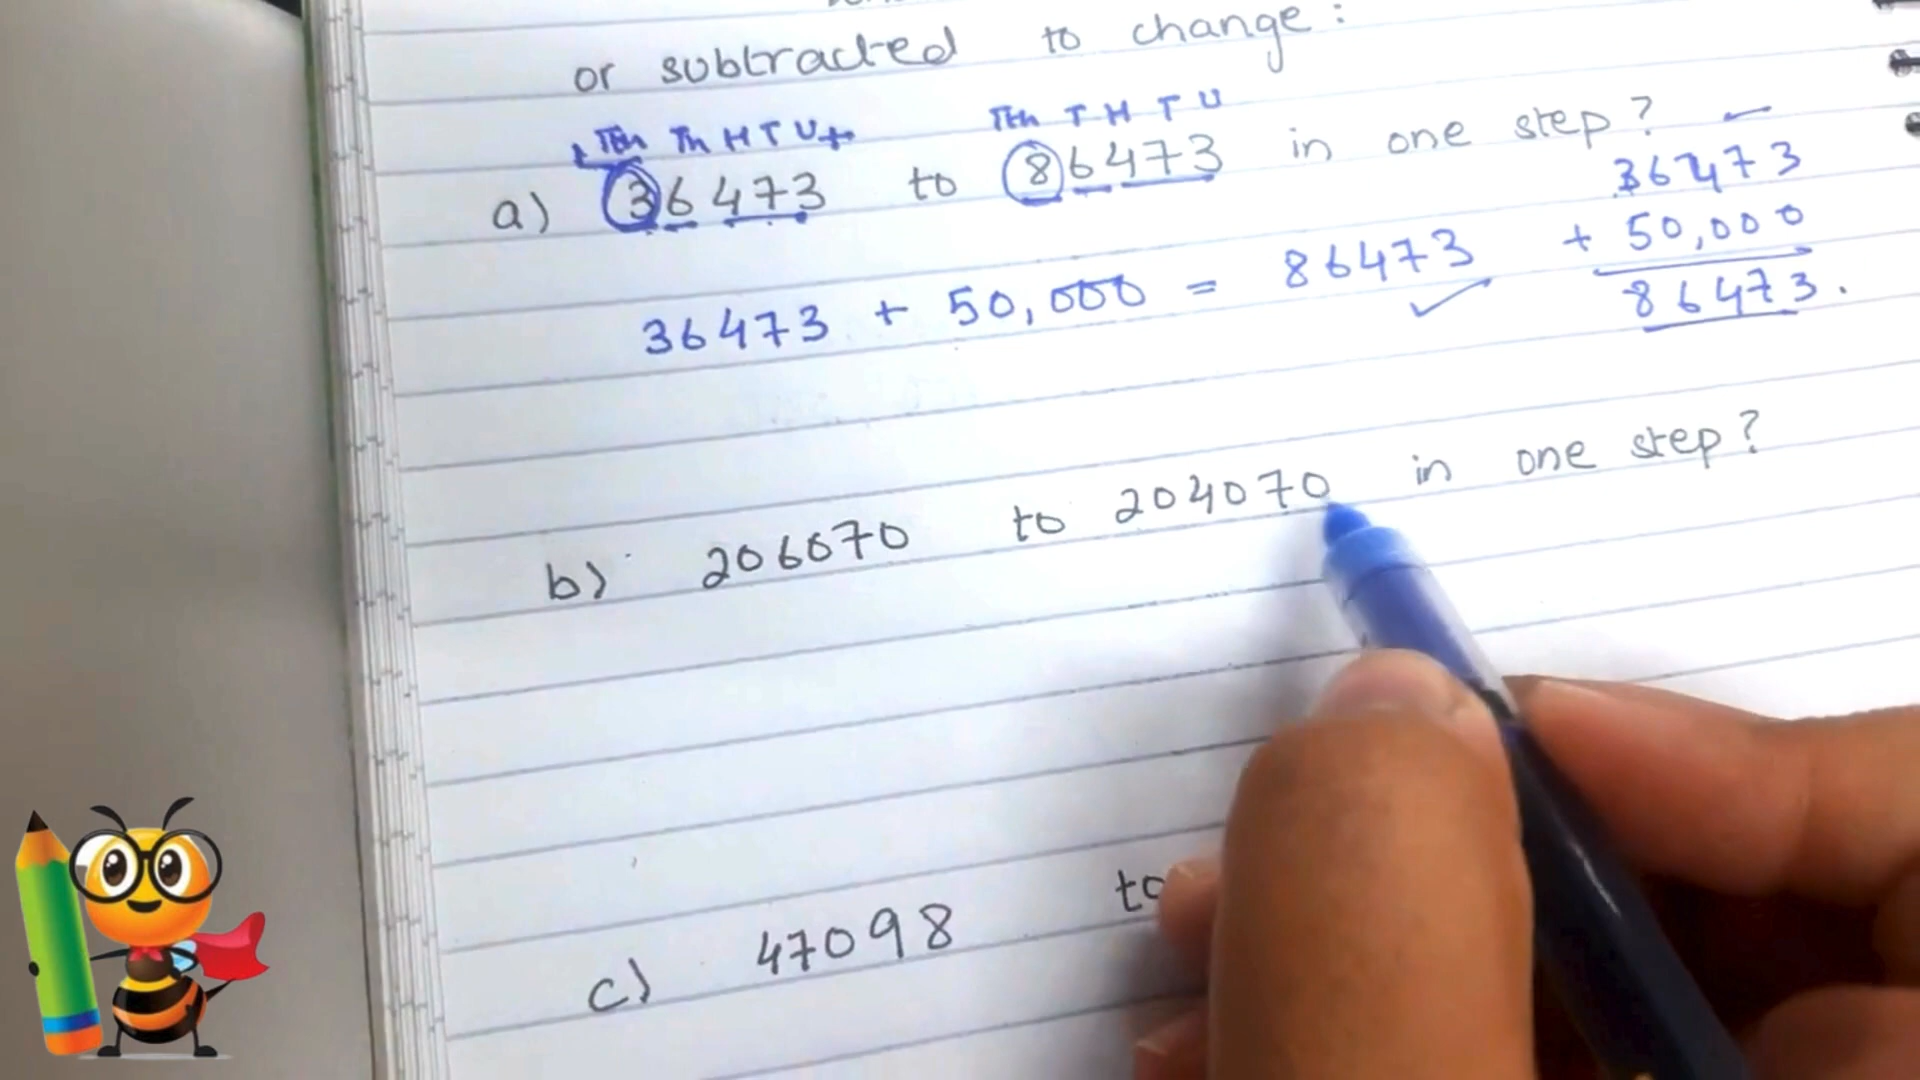 or subtracted to change:
TTh Th H T U
TTh T H T U
a) 36473 to 86473 in one step?
36473
+ 50,000
86473.
36473 + 50,000 = 86473
b) 206070 to 204070 in one step?
c) 47098 to